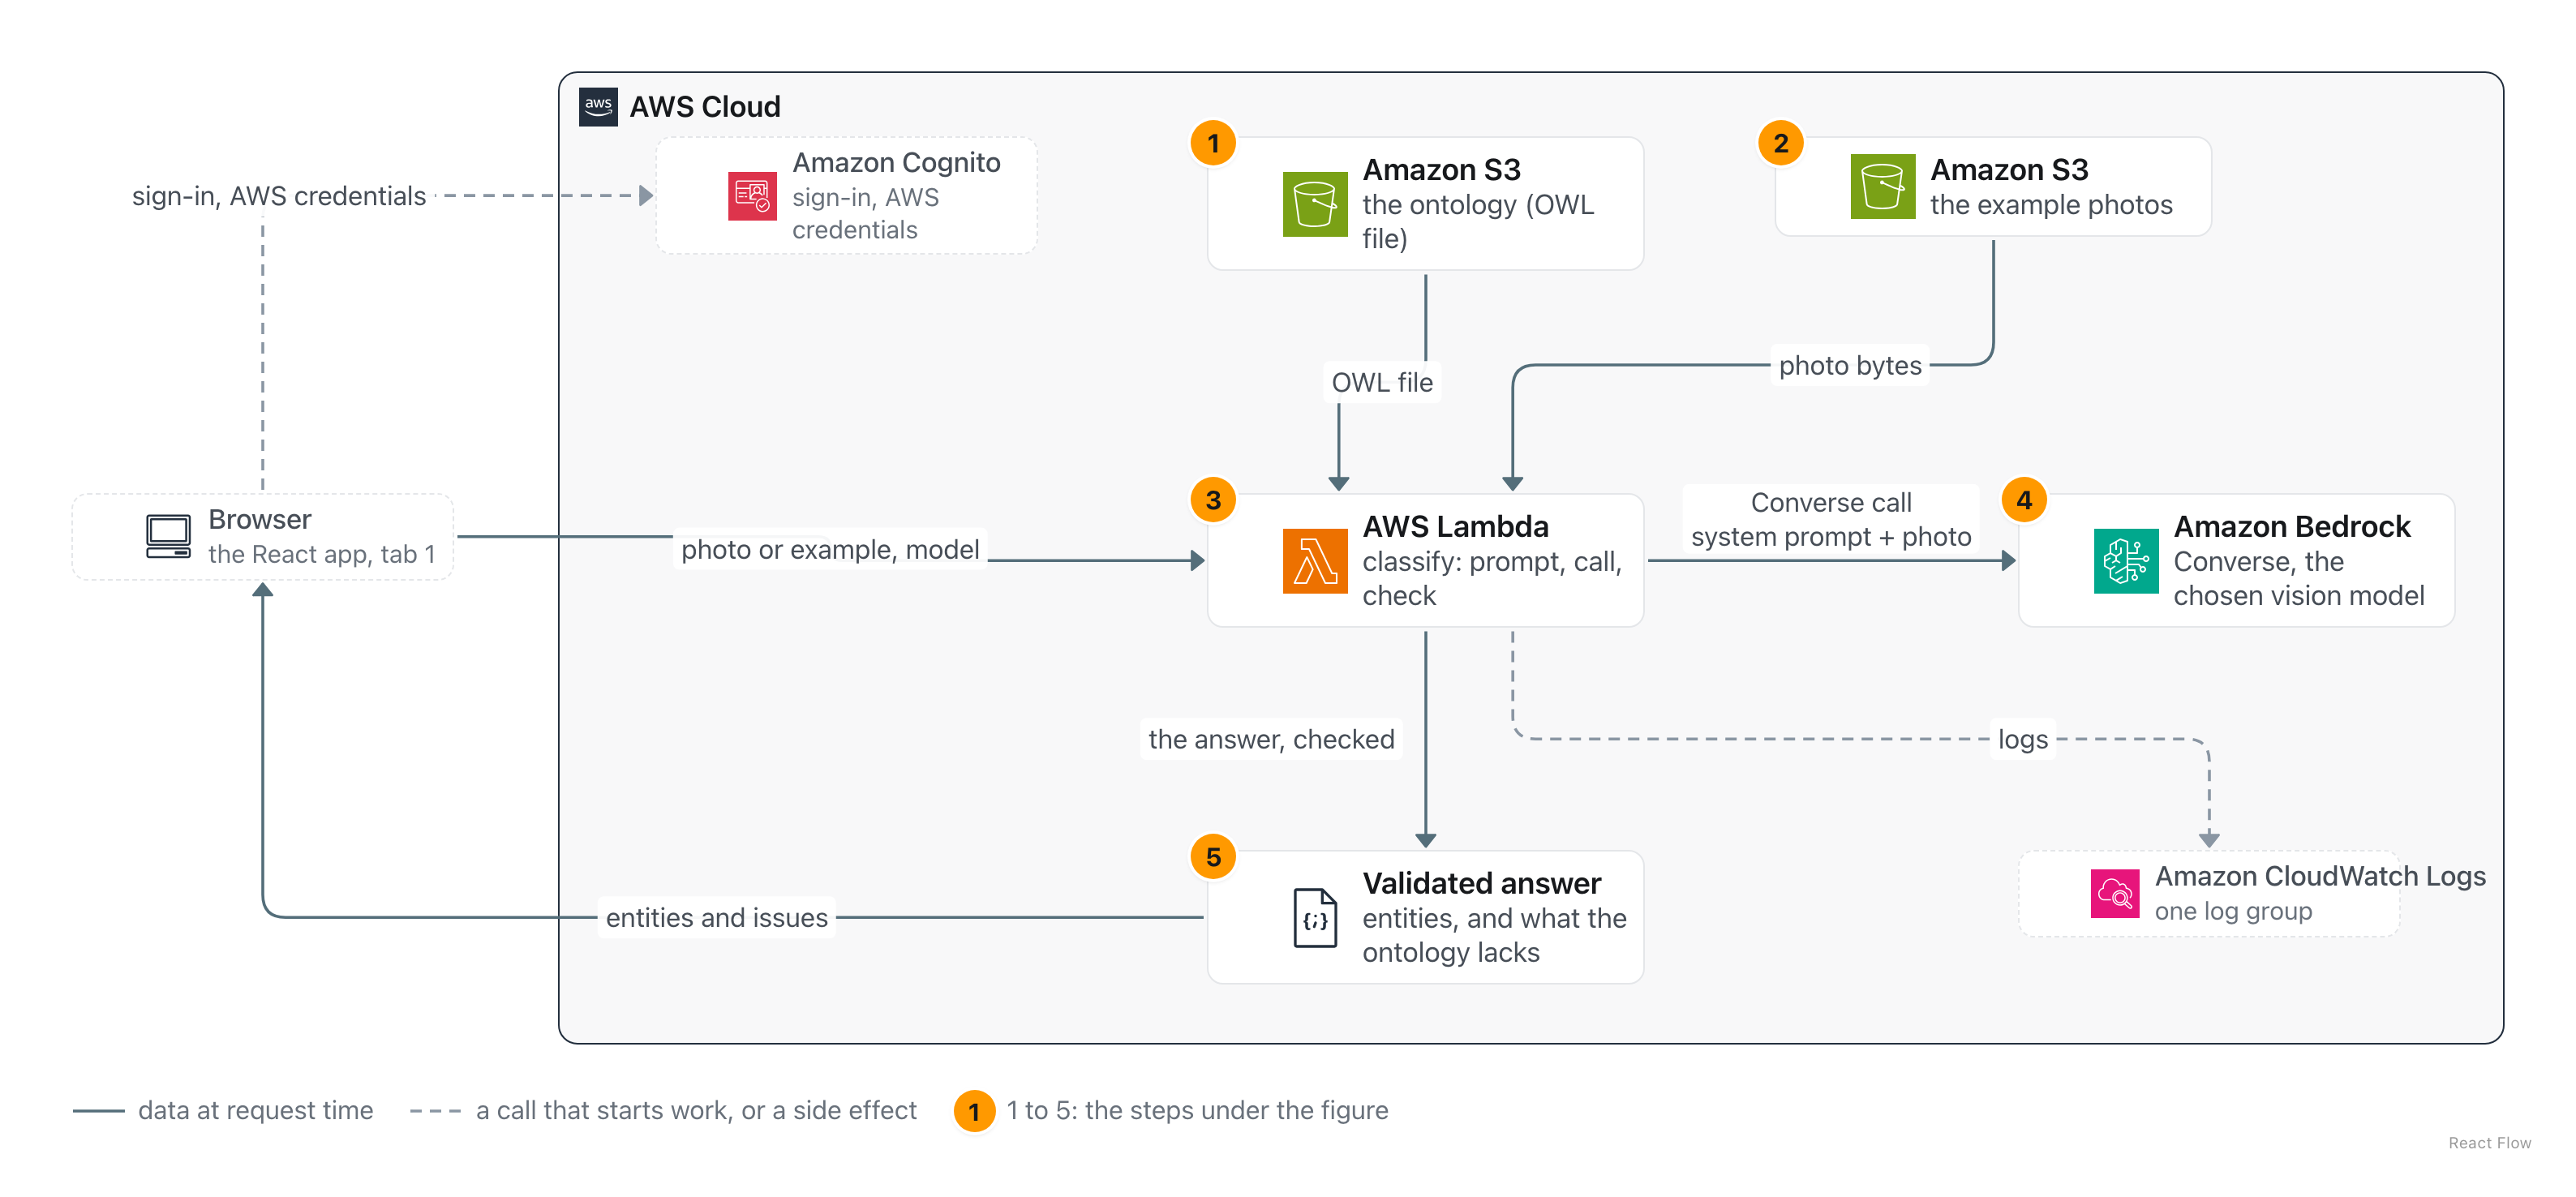 aws
AWS Cloud
Amazon Cognito
sign-in, AWS
credentials
sign-in, AWS credentials
1
Amazon S3
the ontology (OWL
file)
2
Amazon S3
the example photos
OWL file
photo bytes
Browser
the React app, tab 1
photo or example, model
3
AWS Lambda
classify: prompt, call,
check
Converse call
system prompt + photo
4
Amazon Bedrock
Converse, the
chosen vision model
the answer, checked
logs
5
Validated answer
entities, and what the
ontology lacks
entities and issues
Amazon CloudWatch Logs
one log group
data at request time
a call that starts work, or a side effect
1
1 to 5: the steps under the figure
React Flow